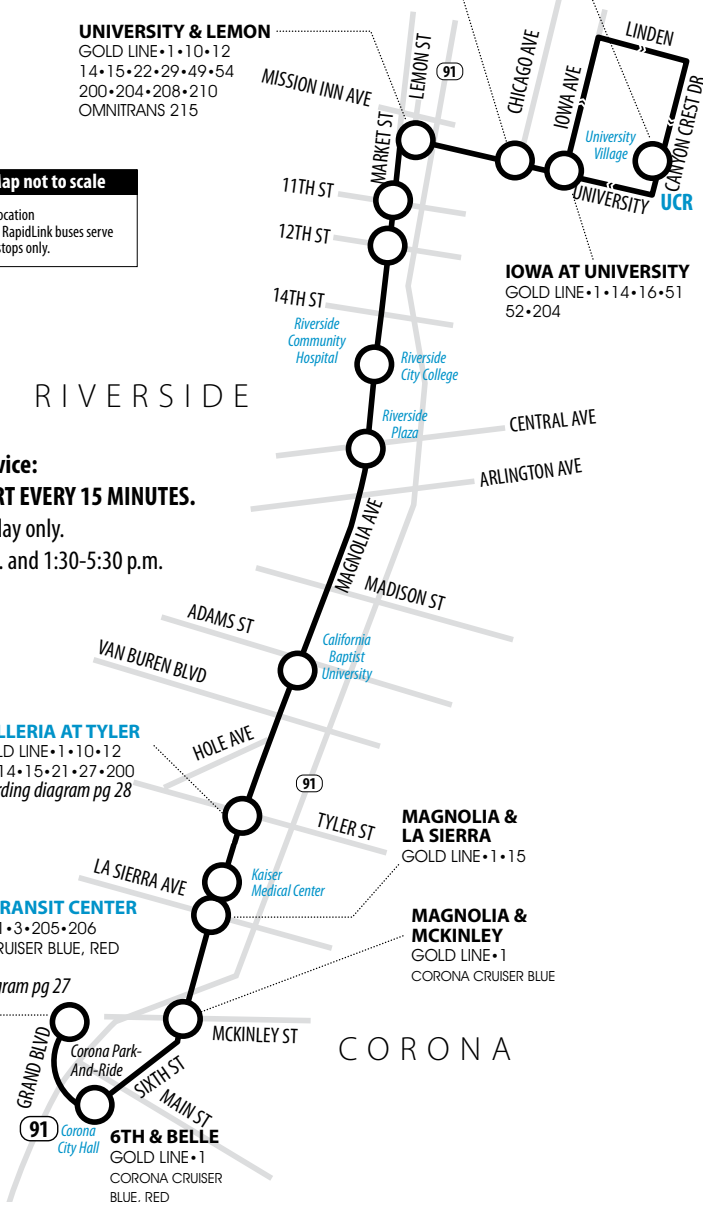 UNIVERSITY & LEMON
GOLD LINE•1•10•12
14•15•22•29•49•54
200•204•208•210
OMNITRANS 215
MISSION INN AVE
LEMON ST
91
MARKET ST
CHICAGO AVE
IOWA AVE
LINDEN
CANYON CREST DR
University
Village
UNIVERSITY
UCR
Map not to scale
ocation
RapidLink buses serve
stops only.
11TH ST
12TH ST
IOWA AT UNIVERSITY
GOLD LINE•1•14•16•51
52•204
14TH ST
Riverside
Community
Hospital
Riverside
City College
RIVERSIDE
Riverside
Plaza
CENTRAL AVE
ARLINGTON AVE
vice:
RT EVERY 15 MINUTES.
day only.
. and 1:30-5:30 p.m.
MAGNOLIA AVE
MADISON ST
ADAMS ST
VAN BUREN BLVD
California
Baptist
University
LLERIA AT TYLER
LD LINE•1•10•12
14•15•21•27•200
rding diagram pg 28
HOLE AVE
91
TYLER ST
MAGNOLIA &
LA SIERRA
GOLD LINE•1•15
LA SIERRA AVE
Kaiser
Medical Center
RANSIT CENTER
1•3•205•206
RUISER BLUE, RED
gram pg 27
MAGNOLIA &
MCKINLEY
GOLD LINE•1
CORONA CRUISER BLUE
MCKINLEY ST
CORONA
GRAND BLVD
Corona Park-
And-Ride
SIXTH ST
MAIN ST
91
Corona
City Hall
6TH & BELLE
GOLD LINE•1
CORONA CRUISER
BLUE, RED